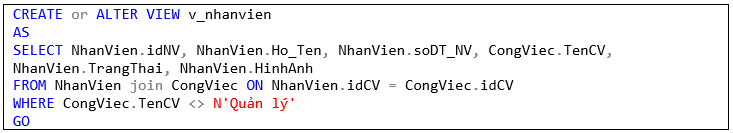 CREATE or ALTER VIEW v_nhanvien
AS
SELECT NhanVien.idNV, NhanVien.Ho_Ten, NhanVien.soDT_NV, CongViec.TenCV,
NhanVien.TrangThai, NhanVien.HinhAnh
FROM NhanVien join CongViec ON NhanVien.idCV = CongViec.idCV
WHERE CongViec.TenCV <> N'Quản lý'
GO